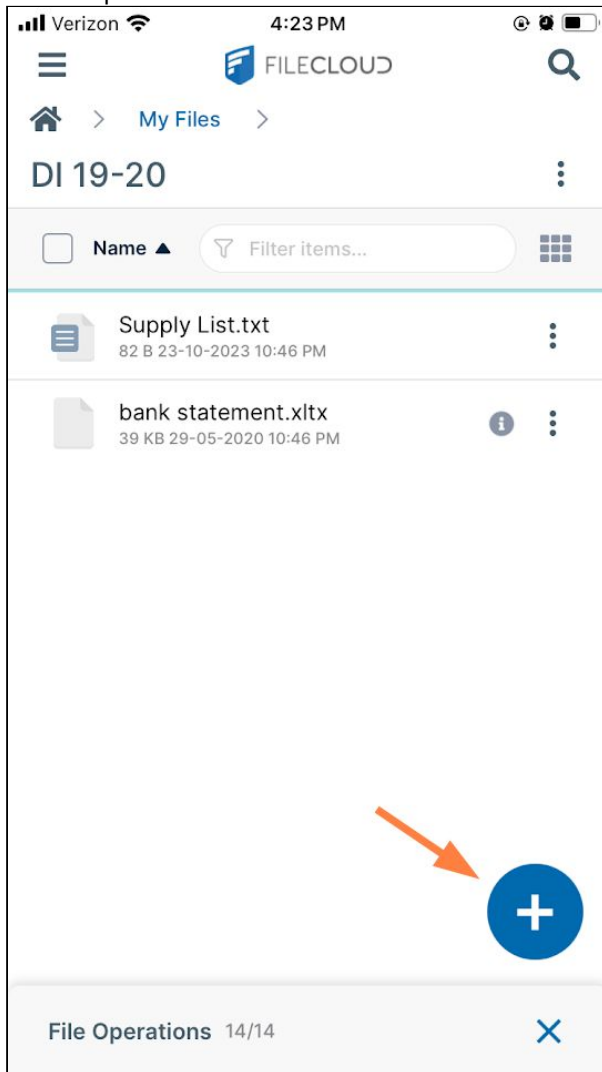 Verizon 4:23 PM
FILECLOUD
> My Files >
DI 19-20
Name ▲ Filter items...
Supply List.txt
82 B 23-10-2023 10:46 PM
bank statement.xltx
39 KB 29-05-2020 10:46 PM
+
File Operations 14/14 ×